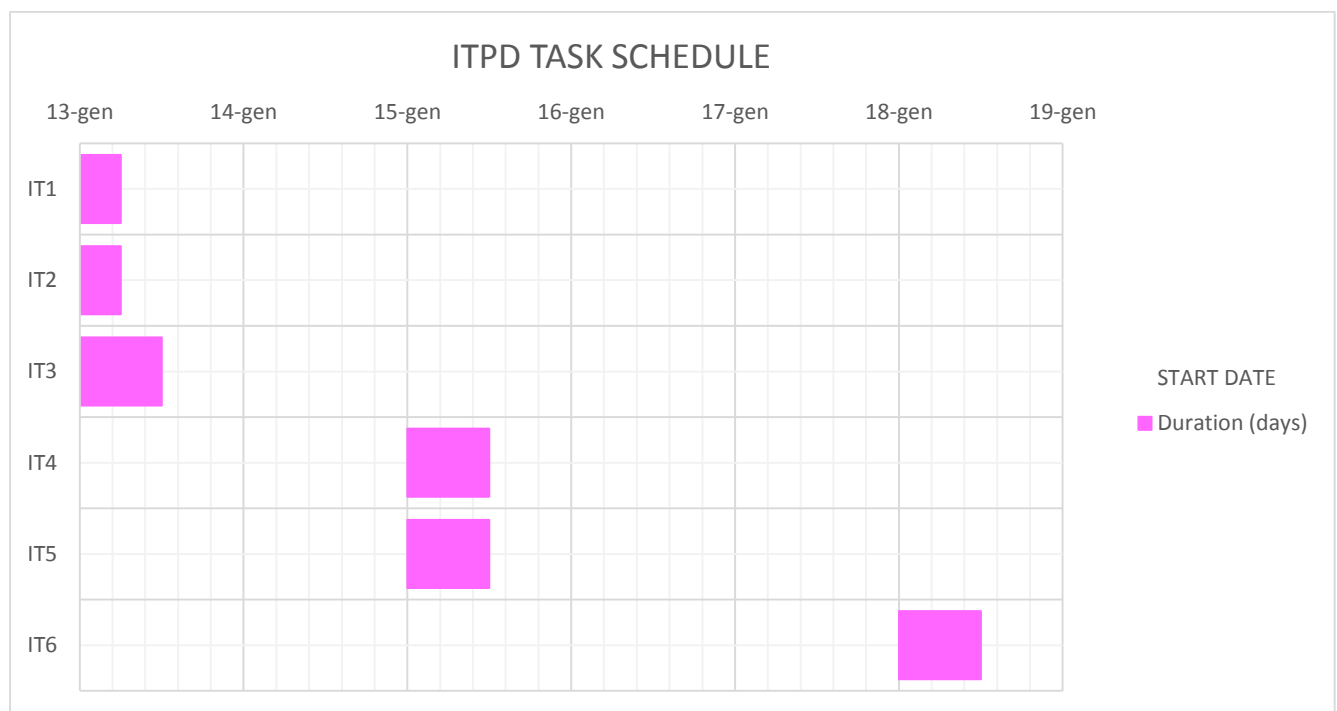 ITPD TASK SCHEDULE
13-gen 14-gen 15-gen 16-gen 17-gen 18-gen 19-gen
IT1
IT2
IT3
IT4
IT5
IT6
START DATE
Duration (days)